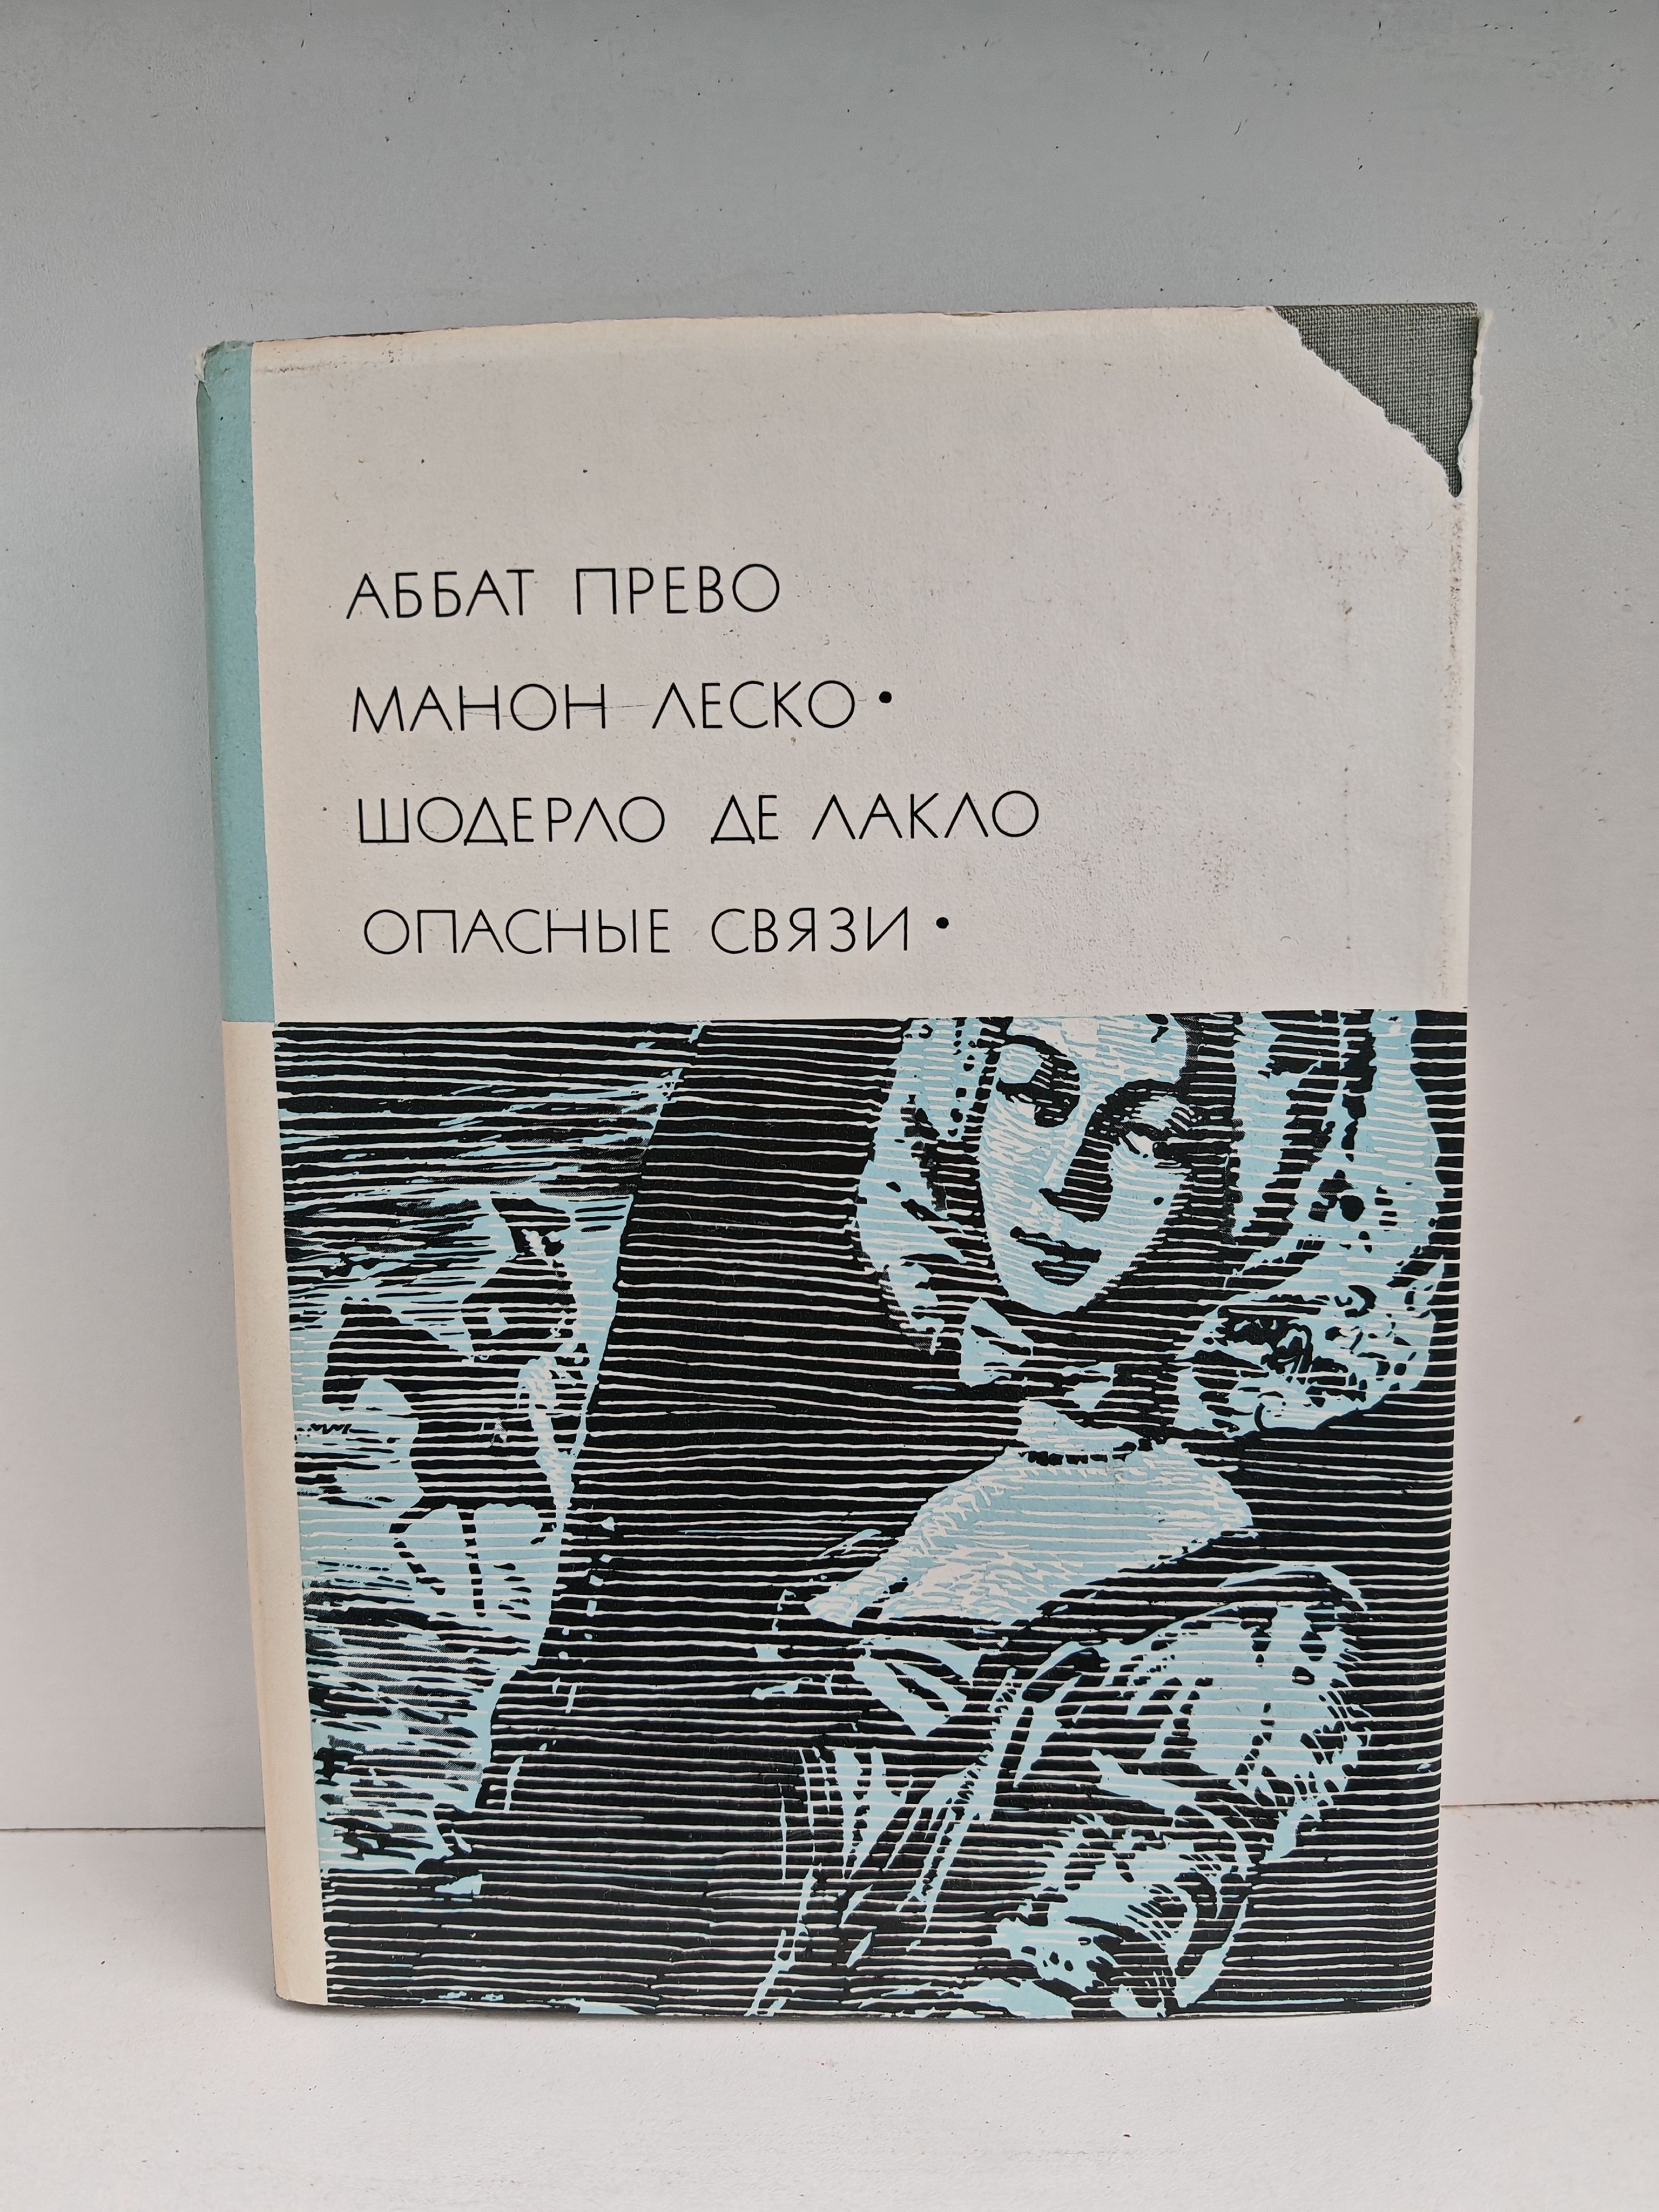 АББАТ ПРЕВО
МАНОН ЛЕСКО •
ШОДЕРЛО ДЕ ЛАКЛО
ОПАСНЫЕ СВЯЗИ •